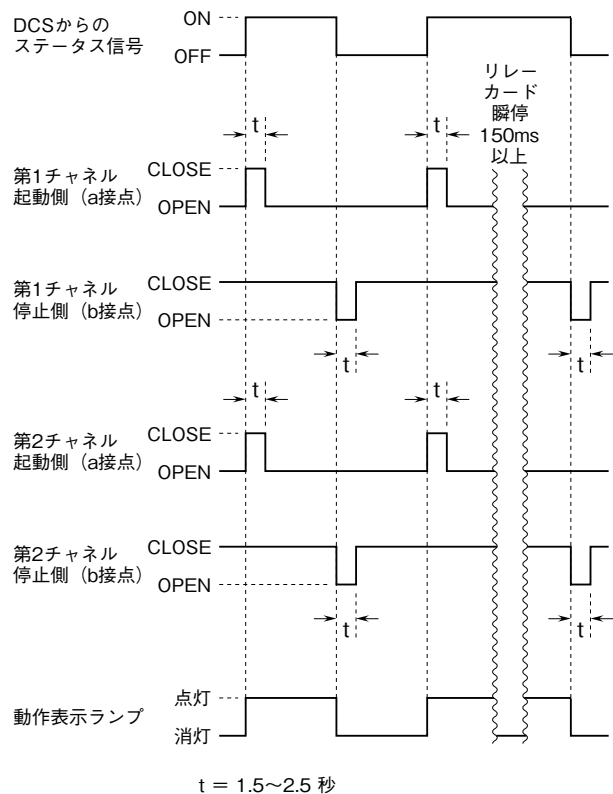 DCSからの
ステータス信号
ON
OFF
リレー
カード
瞬停
150ms
以上
t
t
第1チャネル
起動側（a接点）
CLOSE
OPEN
第1チャネル
停止側（b接点）
CLOSE
OPEN
t
t
t
t
第2チャネル
起動側（a接点）
CLOSE
OPEN
第2チャネル
停止側（b接点）
CLOSE
OPEN
t
t
動作表示ランプ
点灯
消灯
t ＝ 1.5〜2.5 秒